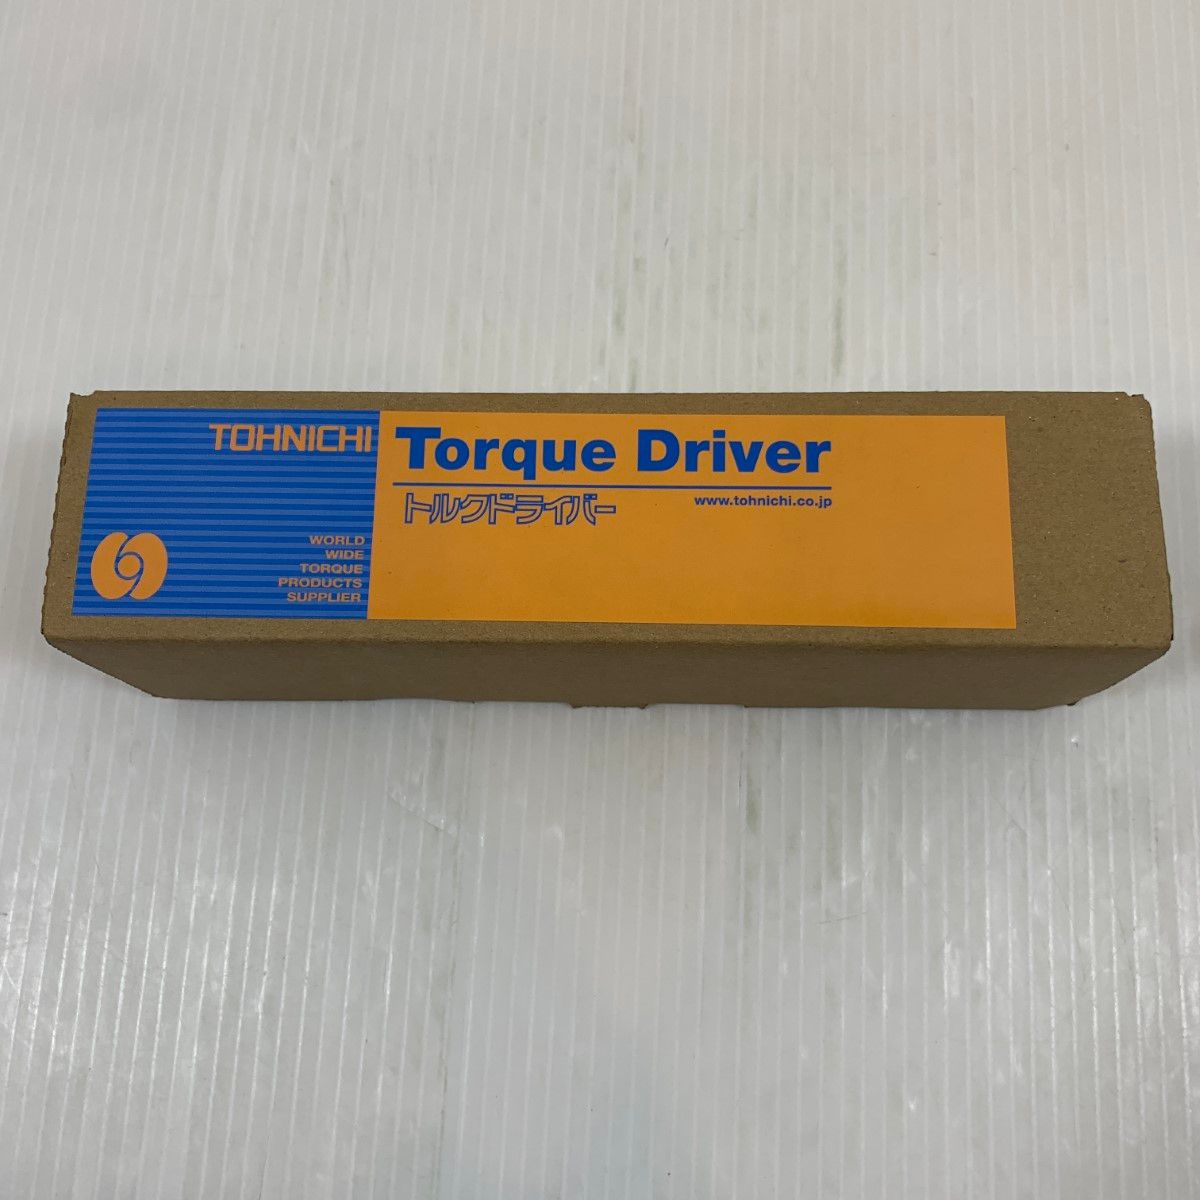 TOHNICHI
WORLD
WIDE
TORQUE
PRODUCTS
SUPPLIER
Torque Driver
トルクドライバー
www.tohnichi.co.jp